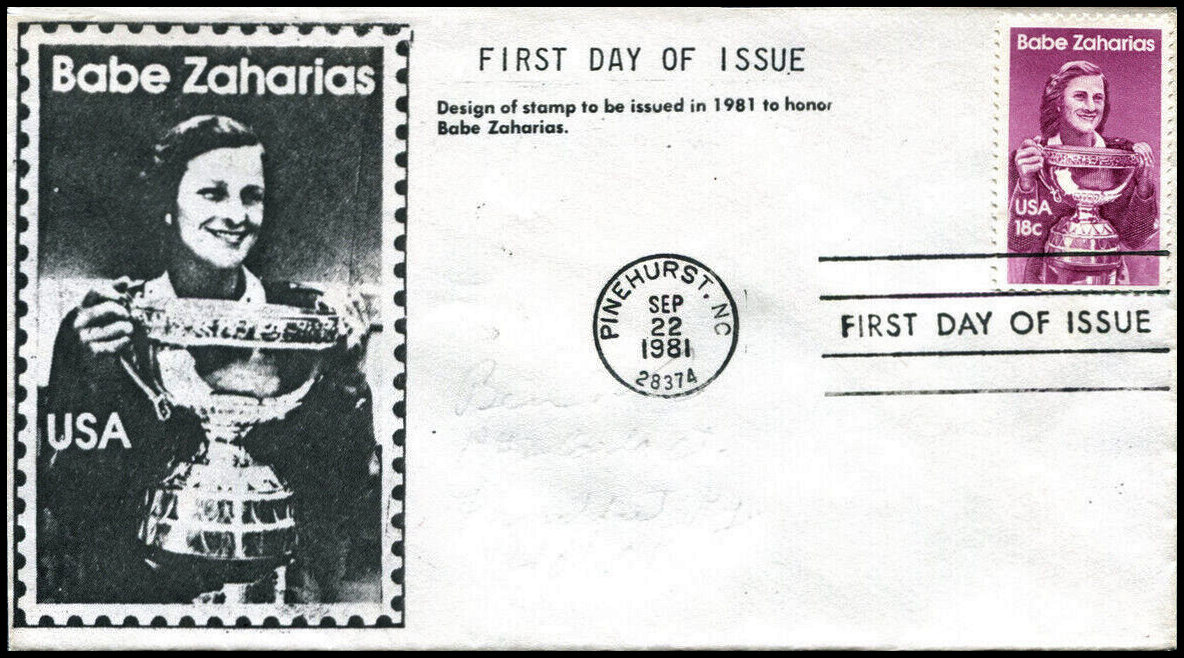 Babe Zaharias
USA
FIRST DAY OF ISSUE
Design of stamp to be issued in 1981 to honor
Babe Zaharias.
Babe Zaharias
USA
18c
PINEHURST, NC
SEP
22
1981
28374
FIRST DAY OF ISSUE